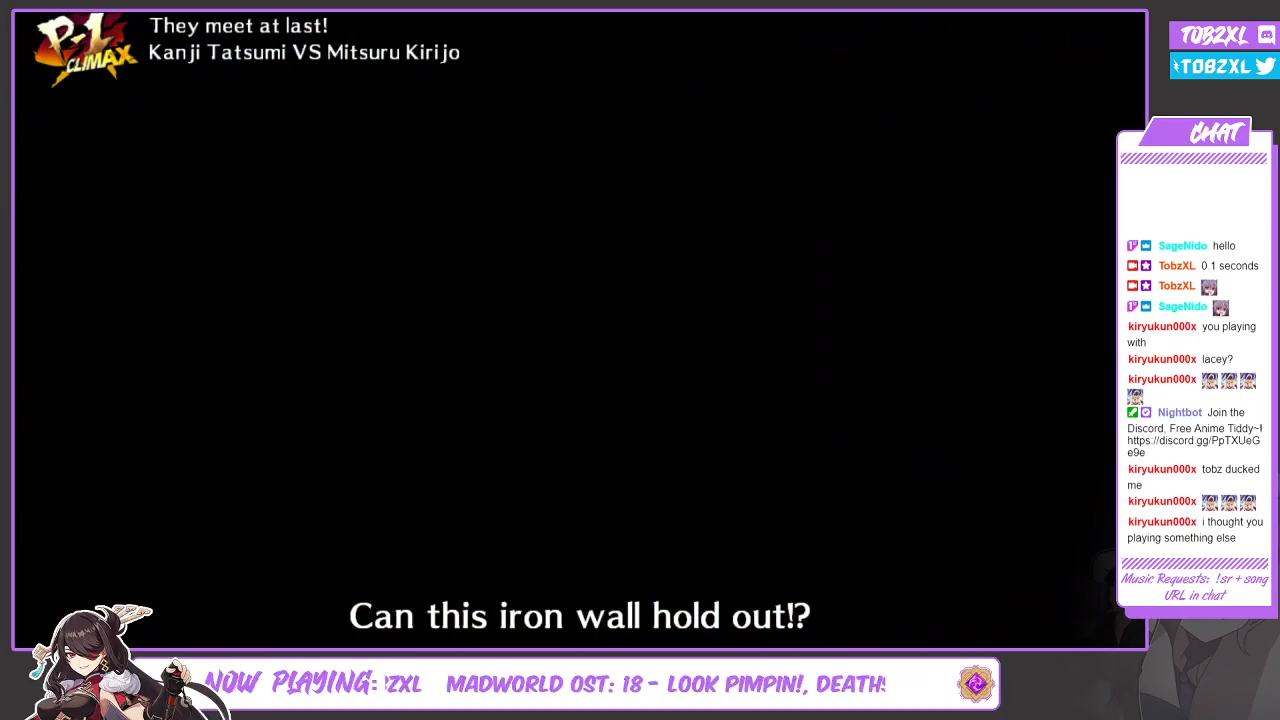 They meet at last!
Kanji Tatsumi VS Mitsuru Kirijo
P-1
CLIMAX
TOBZXL
TOBZXL
CHAT
SageNido hello
TobzXL 0.1 seconds
TobzXL
SageNido
kiryukun000x you playing
with
kiryukun000x lacey?
kiryukun000x
Nightbot Join the
Discord, Free Anime Tiddy~!
https://discord.gg/PpTXUeG
e9e
kiryukun000x tobz ducked
me
kiryukun000x
kiryukun000x i thought you
playing something else
Music Requests: !sr + song
URL in chat
Can this iron wall hold out!?
NOW PLAYING: ZXL MADWORLD OST: 18 - LOOK PIMPIN!, DEATHS